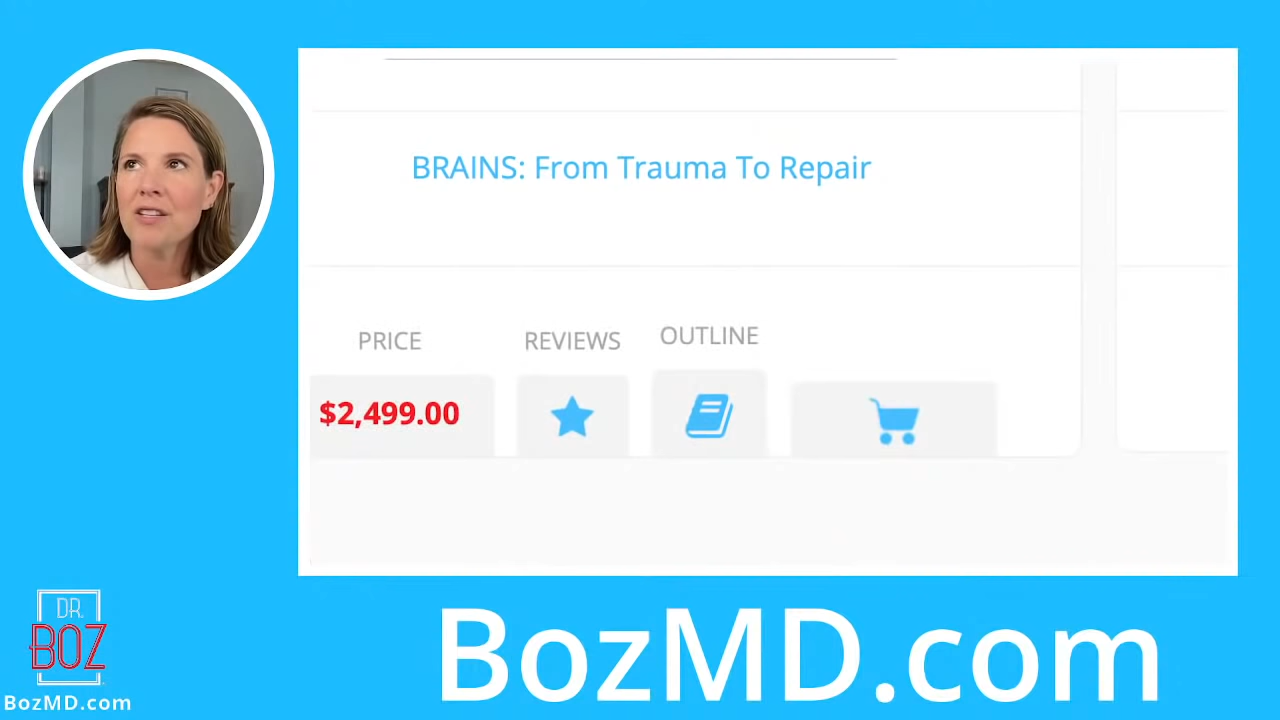 BRAINS: From Trauma To Repair
PRICE
REVIEWS
OUTLINE
$2,499.00
DR.
BOZ
BozMD.com
BozMD.com